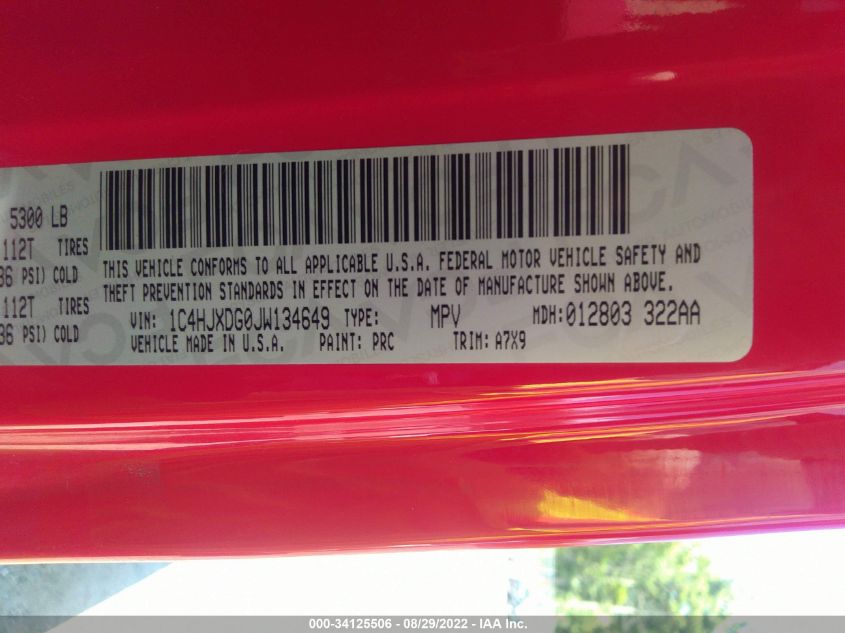 5300 LB
112T TIRES
36 PSI) COLD
112T TIRES
36 PSI) COLD
THIS VEHICLE CONFORMS TO ALL APPLICABLE U.S.A. FEDERAL MOTOR VEHICLE SAFETY AND
THEFT PREVENTION STANDARDS IN EFFECT ON THE DATE OF MANUFACTURE SHOWN ABOVE.
VIN: 1C4HJXDG0JW134649 TYPE: MPV MDH:012803 322AA
VEHICLE MADE IN U.S.A. PAINT: PRC TRIM: A7X9
000-34125506 - 08/29/2022 - IAA Inc.